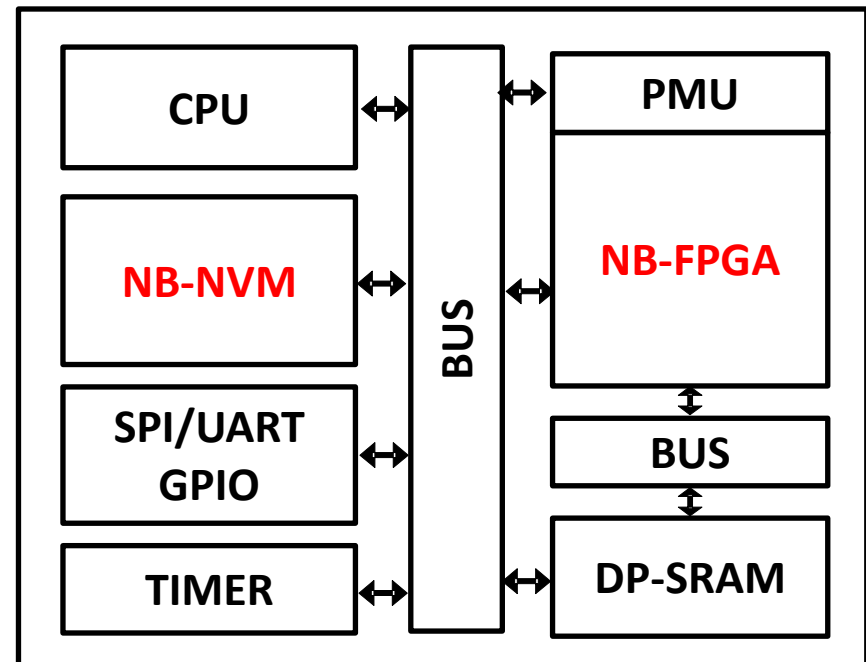 CPU
NB-NVM
SPI/UART
GPIO
TIMER
BUS
PMU
NB-FPGA
BUS
DP-SRAM